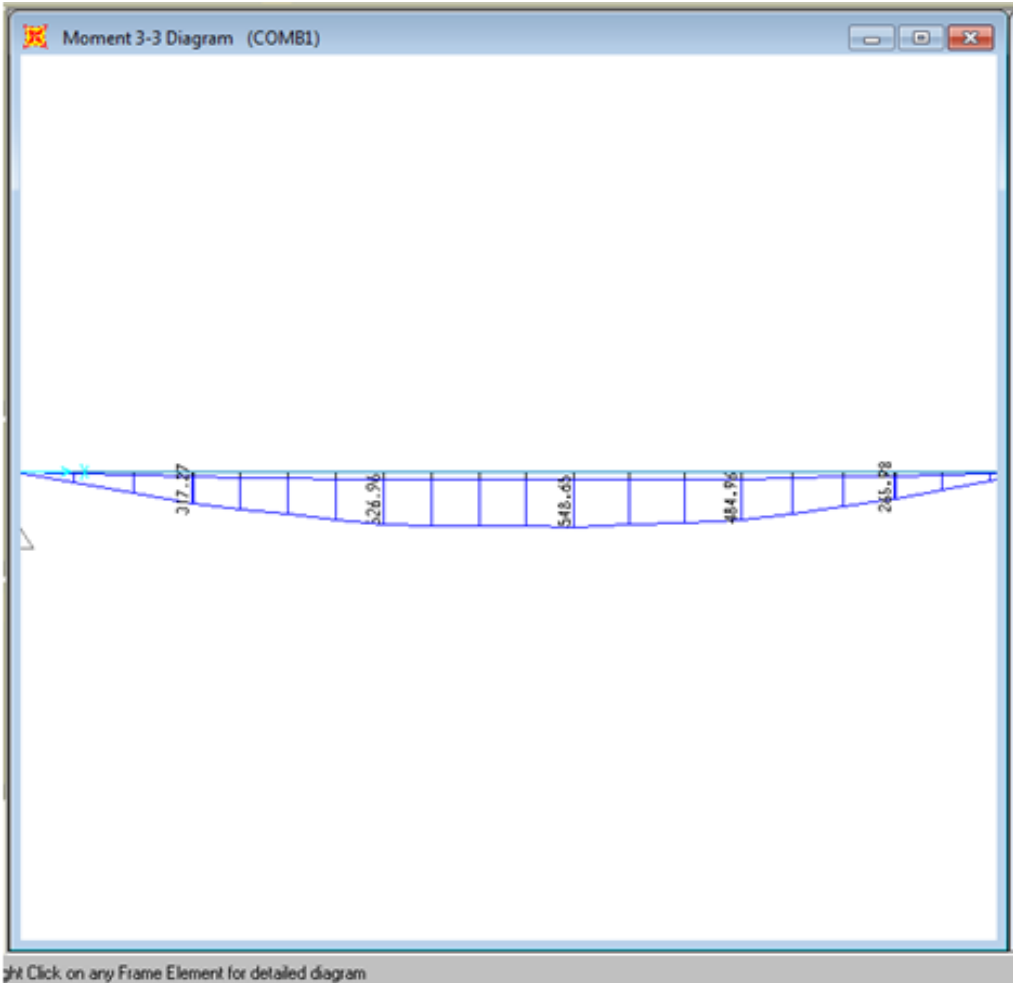 Moment 3-3 Diagram (COMB1)
317.27
526.96
548.65
484.96
265.28
ght Click on any Frame Element for detailed diagram